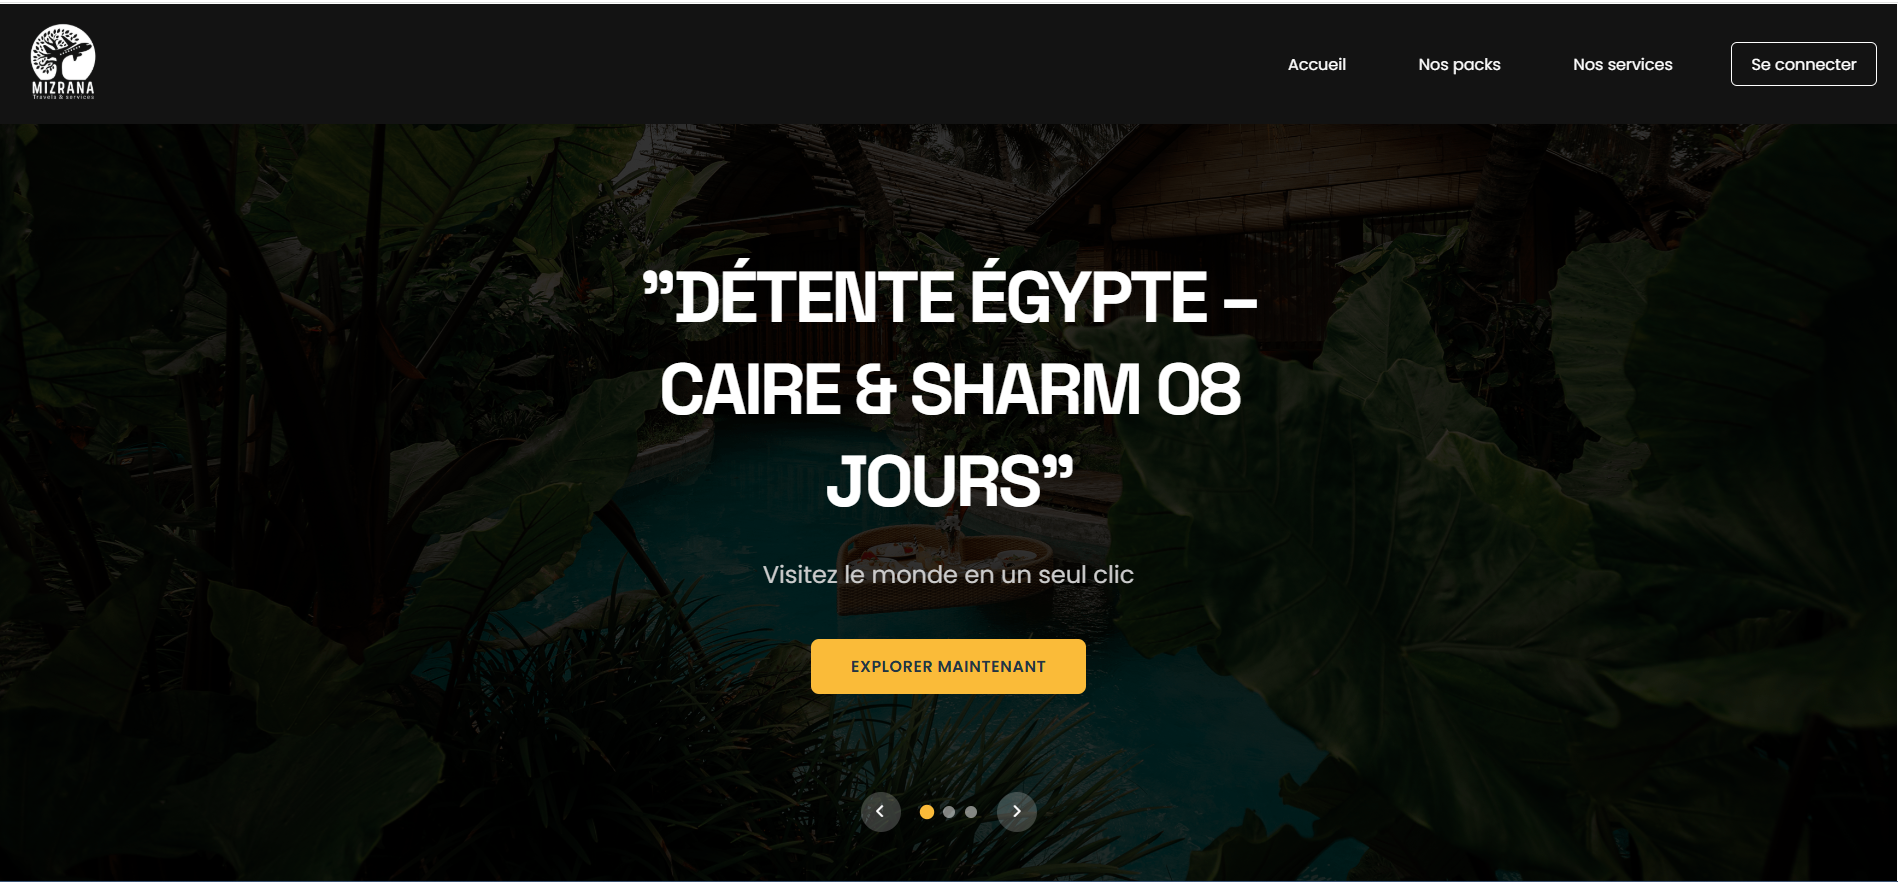 MIZRANA
Travels & services
Accueil
Nos packs
Nos services
Se connecter
”DÉTENTE ÉGYPTE –
CAIRE & SHARM 08
JOURS”
Visitez le monde en un seul clic
EXPLORER MAINTENANT